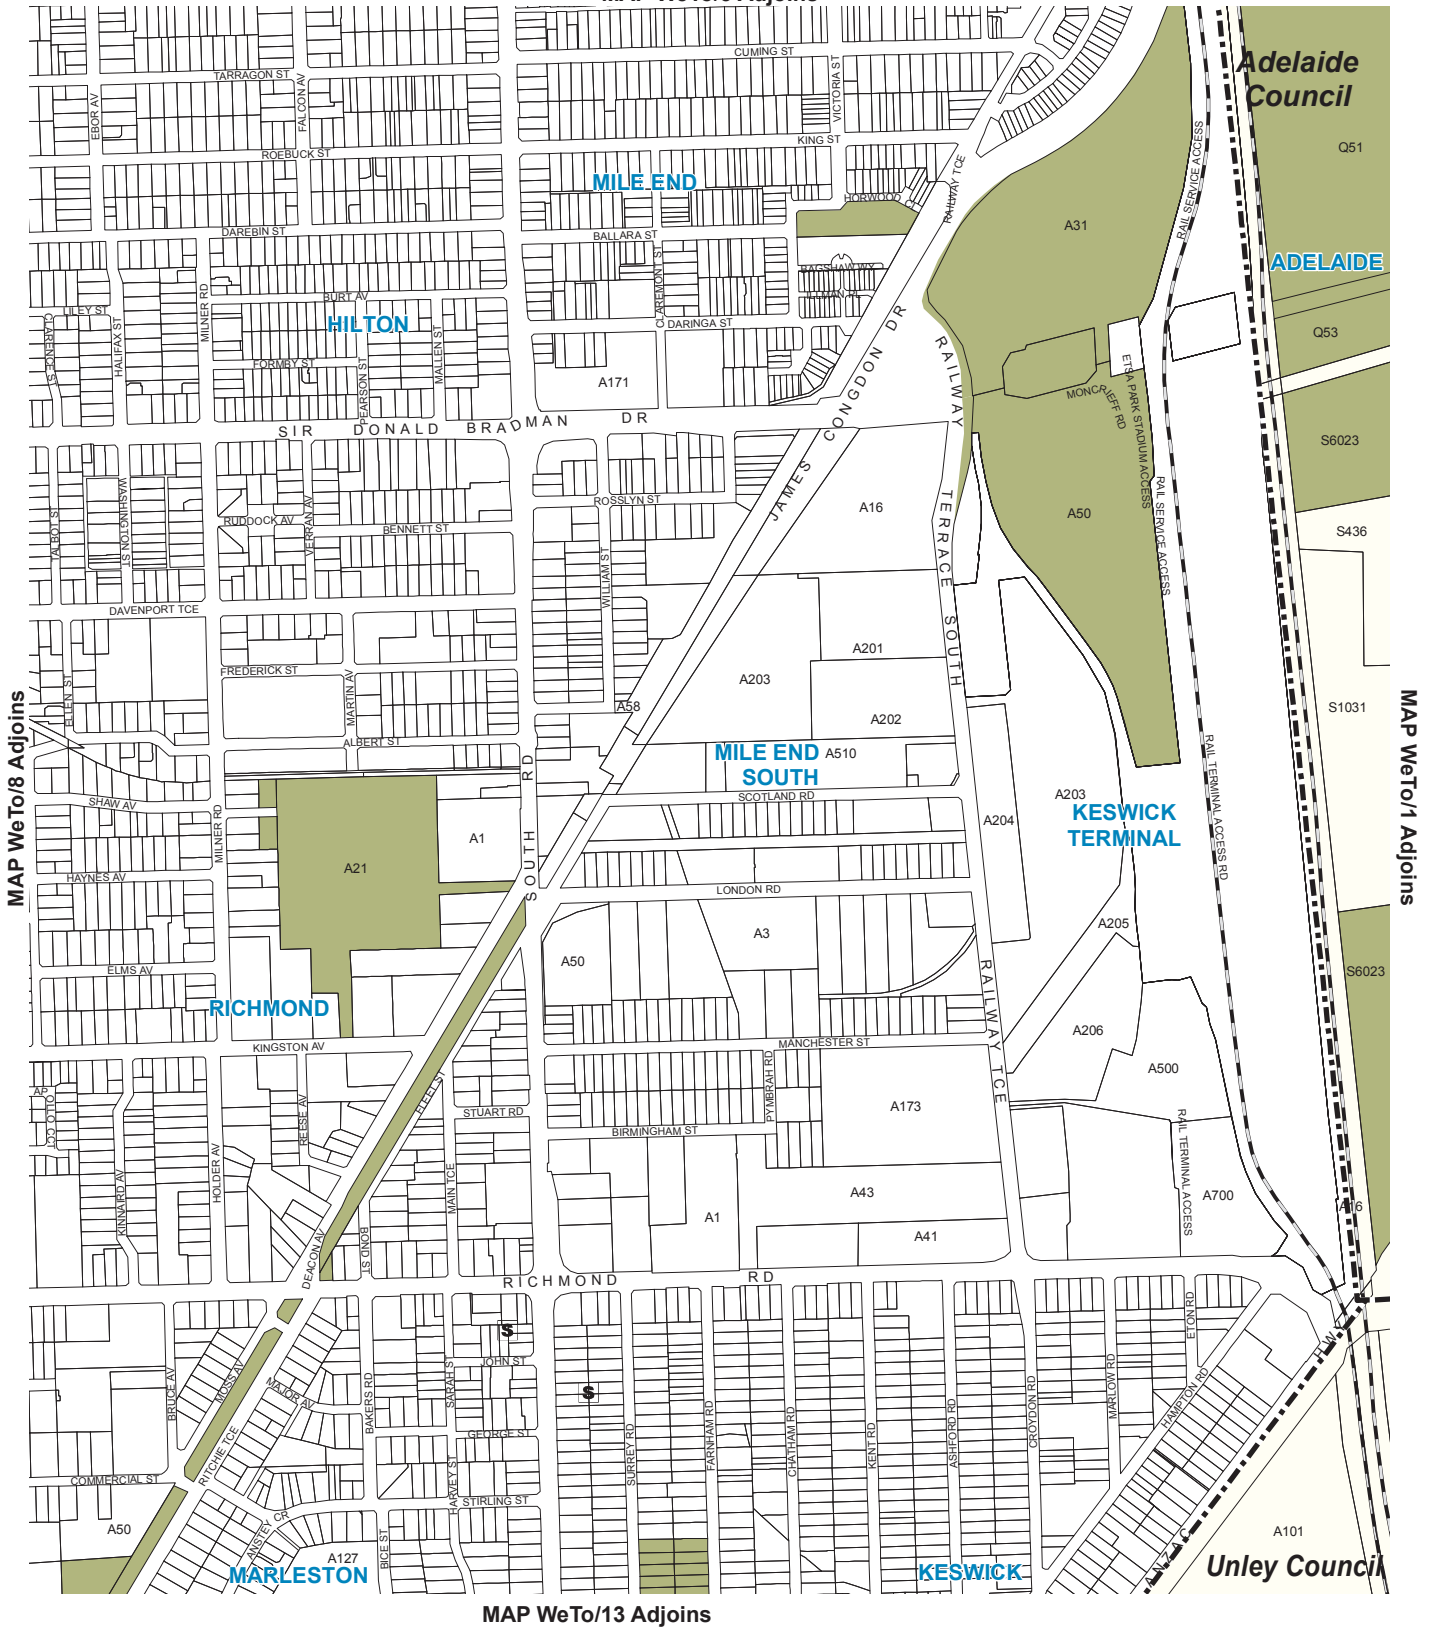 CUMING ST
TARRAGON ST
EBOR AV
FALCON AV
VICTORIA ST
Adelaide
Council
KING ST
ROEBUCK ST
Q51
MILE END
RAILWAY TCE
RAIL SERVICE ACCESS
HORWOOD
DAREBIN ST
BALLARA ST
A31
CLAREMONT ST
BAGSHAW WY
ADELAIDE
MILNER RD
BURT AV
LILEY ST
HALIFAX ST
HILTON
DARINGA ST
Q53
MALLEN ST
FORMBY ST
PEARSON ST
A171
JAMES CONGDON DR
RAILWAY TERRACE SOUTH
MONCRIEFF RD
ETSA PARK STADIUM ACCESS
SIR DONALD BRADMAN DR
S6023
WASHINGTON ST
TALBOT ST
VERRAN AV
RUDDOCK AV
BENNETT ST
ROSSLYN ST
A16
A50
RAIL SERVICE ACCESS
S436
WILLIAM ST
DAVENPORT TCE
A201
FREDERICK ST
ELLEN ST
MARTIN AV
A203
A58
A202
S1031
MAP WeTo/8 Adjoins
MAP WeTo/1 Adjoins
ALBERT ST
MILE END
SOUTH
A510
RAIL TERMINAL ACCESS RD
SHAW AV
MILNER RD
SOUTH RD
SCOTLAND RD
A203
KESWICK
TERMINAL
A204
A1
A21
HAYNES AV
LONDON RD
A205
A3
A50
ELMS AV
S6023
RICHMOND
RAILWAY TCE
A206
KINGSTON AV
MANCHESTER ST
A500
APOLLO CCT
REESE AV
FLEET ST
STUART RD
PYMBRAH RD
A173
BIRMINGHAM ST
RAIL TERMINAL ACCESS
KINNAIRD AV
HOLDER AV
MAIN TCE
A43
A700
A16
A1
DEACON AV
BOND ST
A41
RICHMOND RD
ETON RD
S
JOHN ST
S
BRUCE AV
MOSS AV
MAJOR AV
BAKERS RD
SARAH ST
MARLOW RD
HAMPTON RD
RITCHIE TCE
GEORGE ST
SURREY RD
FARNHAM RD
CHATHAM RD
KENT RD
ASHFORD RD
CROYDON RD
COMMERCIAL ST
HARVEY ST
STIRLING ST
A50
ANSTEY CR
A127
BICE ST
A101
MARLESTON
KESWICK
ANZAC HWY
Unley Council
MAP WeTo/13 Adjoins